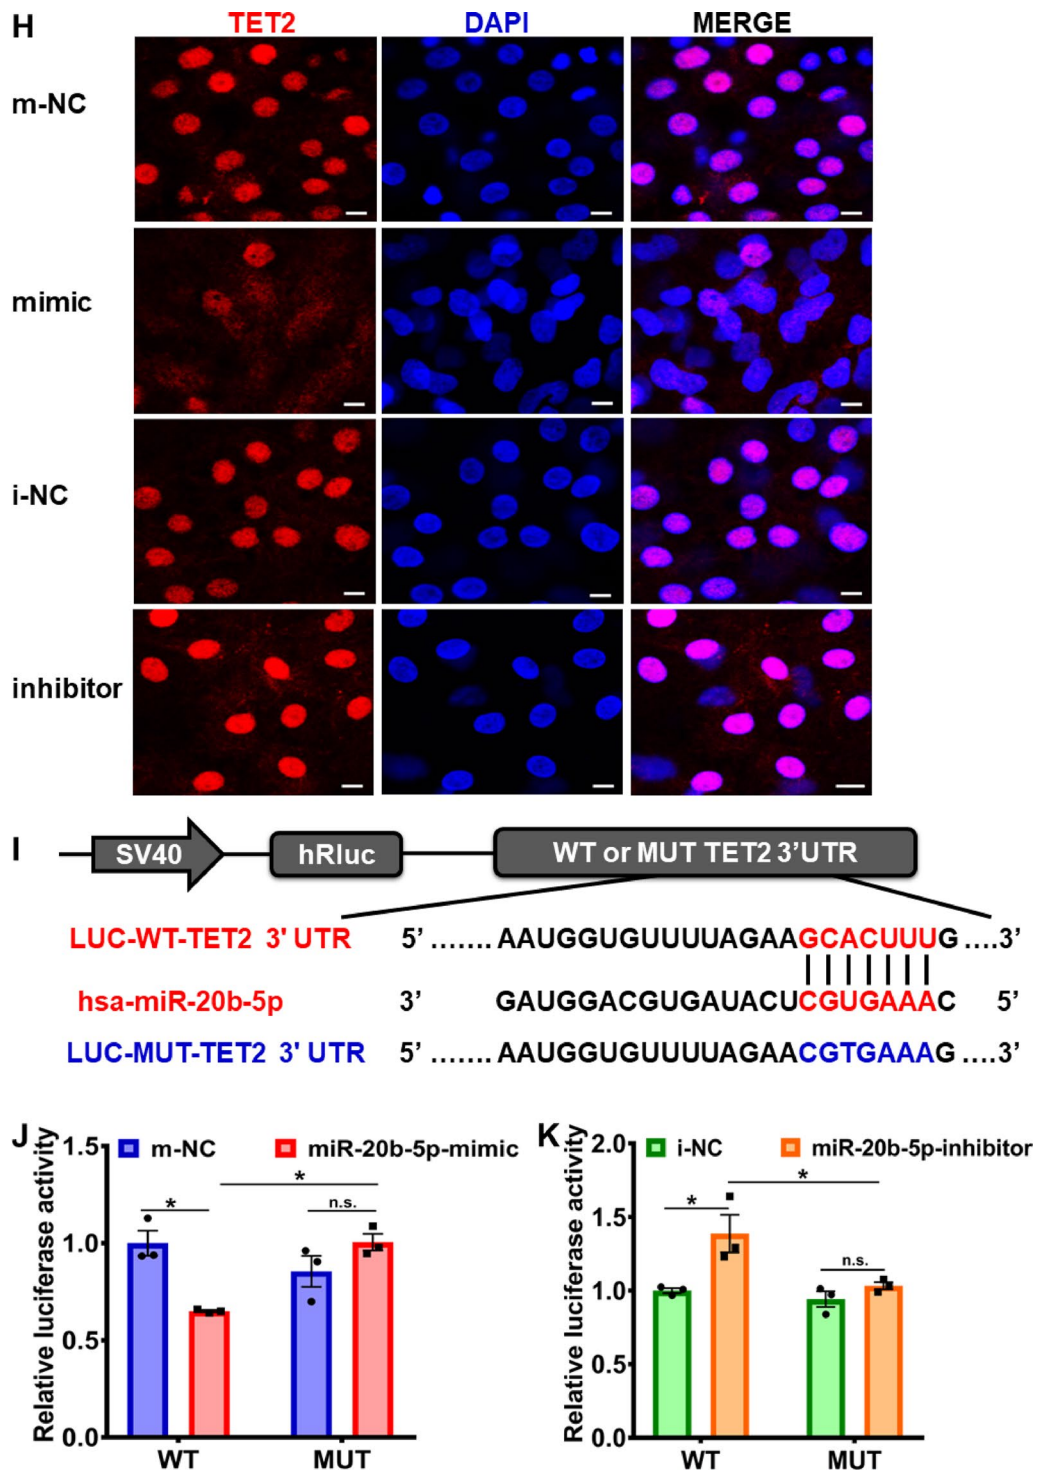 H
TET2 DAPI MERGE
m-NC
mimic
i-NC
inhibitor
I
SV40 hRluc WT or MUT TET2 3’UTR
LUC-WT-TET2 3' UTR 5’ ....... AAUGGUGUUUUAGAAGCACUUUG ....3’
hsa-miR-20b-5p 3’ GAUGGACGUGAUACUCGUGAAAC 5’
LUC-MUT-TET2 3' UTR 5’ ....... AAUGGUGUUUUAGAACGTGAAAG ....3’
J
m-NC miR-20b-5p-mimic
Relative luciferase activity
1.5
1.0
0.5
0.0
* * n.s.
WT MUT
K
i-NC miR-20b-5p-inhibitor
Relative luciferase activity
2.0
1.5
1.0
0.5
0.0
* * n.s.
WT MUT